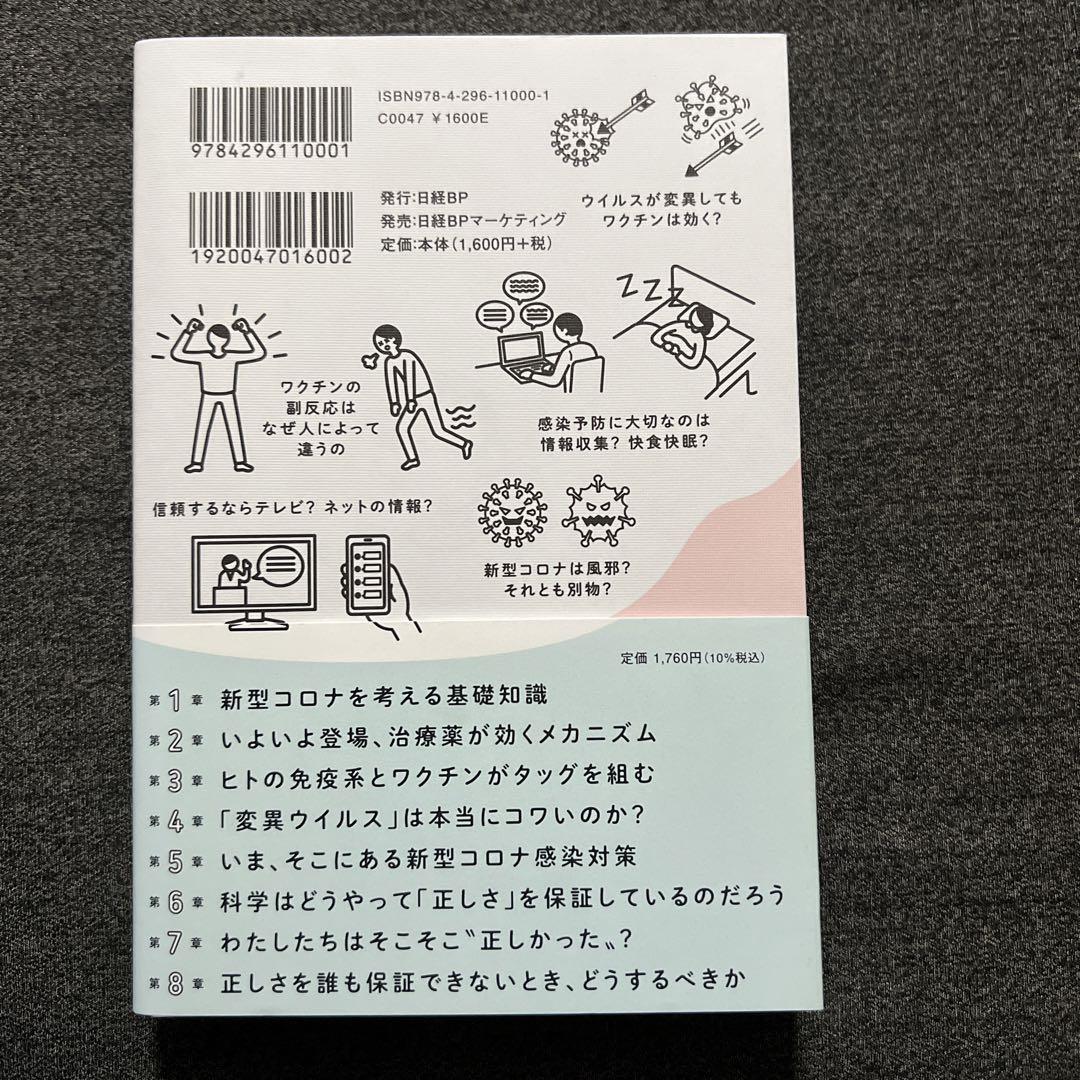 ISBN978-4-296-11000-1
C0047 ￥1600E
9784296110001
発行：日経BP
発売：日経BPマーケティング
定価：本体（1,600円＋税）
1920047016002
ウイルスが変異しても
ワクチンは効く？
ZZZ
ワクチンの
副反応は
なぜ人によって
違うの
感染予防に大切なのは
情報収集？ 快食快眠？
信頼するならテレビ？ ネットの情報？
新型コロナは風邪？
それとも別物？
定価 1,760円（10%税込）
第1章 新型コロナを考える基礎知識
第2章 いよいよ登場、治療薬が効くメカニズム
第3章 ヒトの免疫系とワクチンがタッグを組む
第4章 「変異ウイルス」は本当にコワいのか？
第5章 いま、そこにある新型コロナ感染対策
第6章 科学はどうやって「正しさ」を保証しているのだろう
第7章 わたしたちはそこそこ〝正しかった〟？
第8章 正しさを誰も保証できないとき、どうするべきか